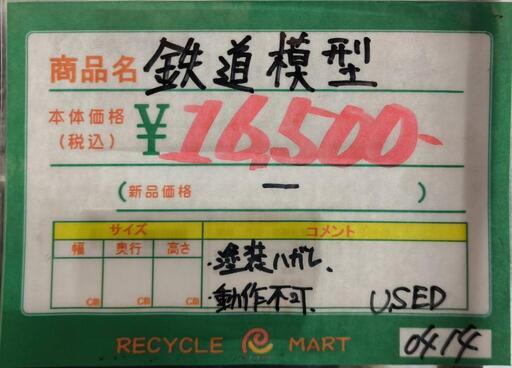 商品名 鉄道模型
本体価格
(税込)
¥16,500-
(新品価格 ー )
サイズ コメント
幅 奥行 高さ
・塗装ハガレ、
・動作不可. USED
cm cm cm
RECYCLE MART 0414